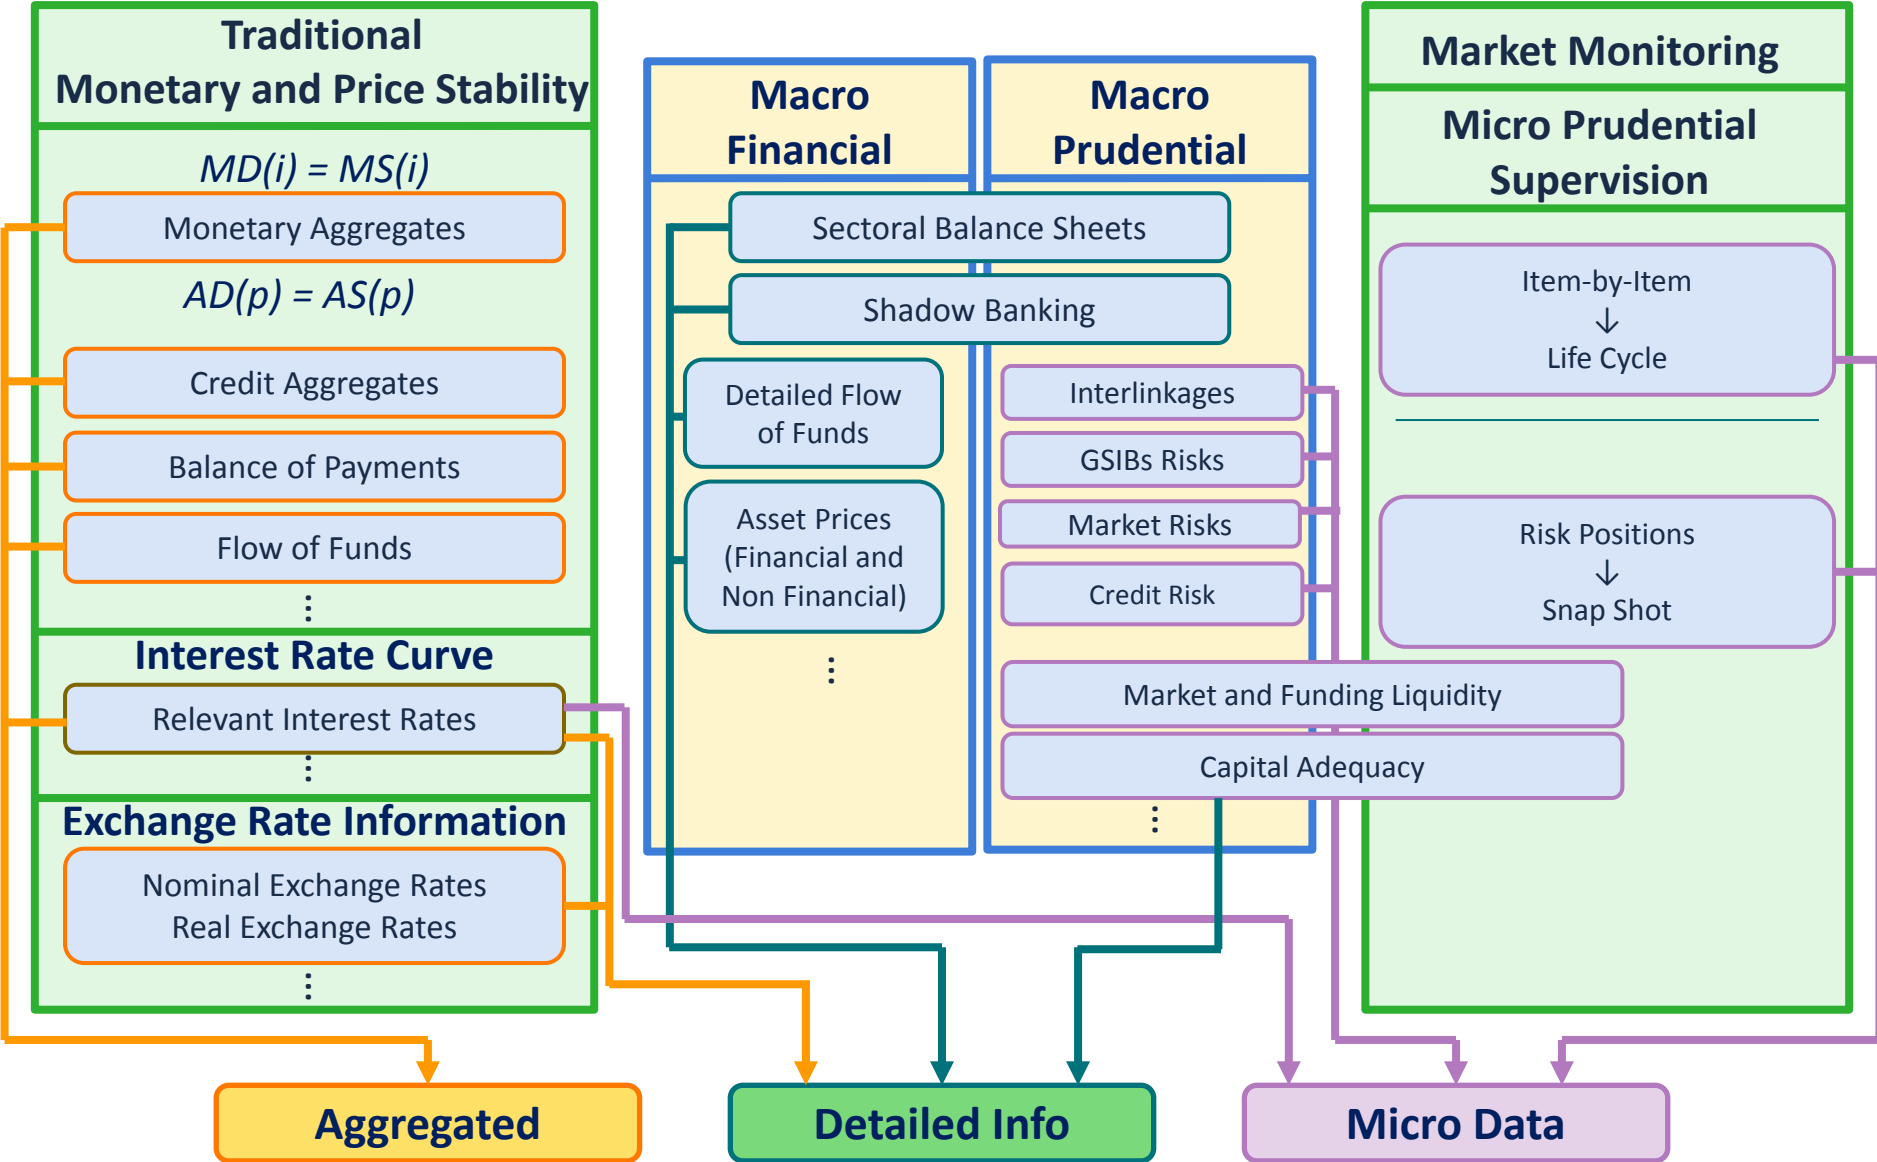 Traditional
Monetary and Price Stability
MD(i) = MS(i)
Monetary Aggregates
AD(p) = AS(p)
Credit Aggregates
Balance of Payments
Flow of Funds
⋮
Interest Rate Curve
Relevant Interest Rates
⋮
Exchange Rate Information
Nominal Exchange Rates
Real Exchange Rates
⋮
Macro
Financial
Macro
Prudential
Sectoral Balance Sheets
Shadow Banking
Detailed Flow
of Funds
Asset Prices
(Financial and
Non Financial)
⋮
Interlinkages
GSIBs Risks
Market Risks
Credit Risk
Market and Funding Liquidity
Capital Adequacy
⋮
Market Monitoring
Micro Prudential
Supervision
Item-by-Item
↓
Life Cycle
Risk Positions
↓
Snap Shot
Aggregated
Detailed Info
Micro Data